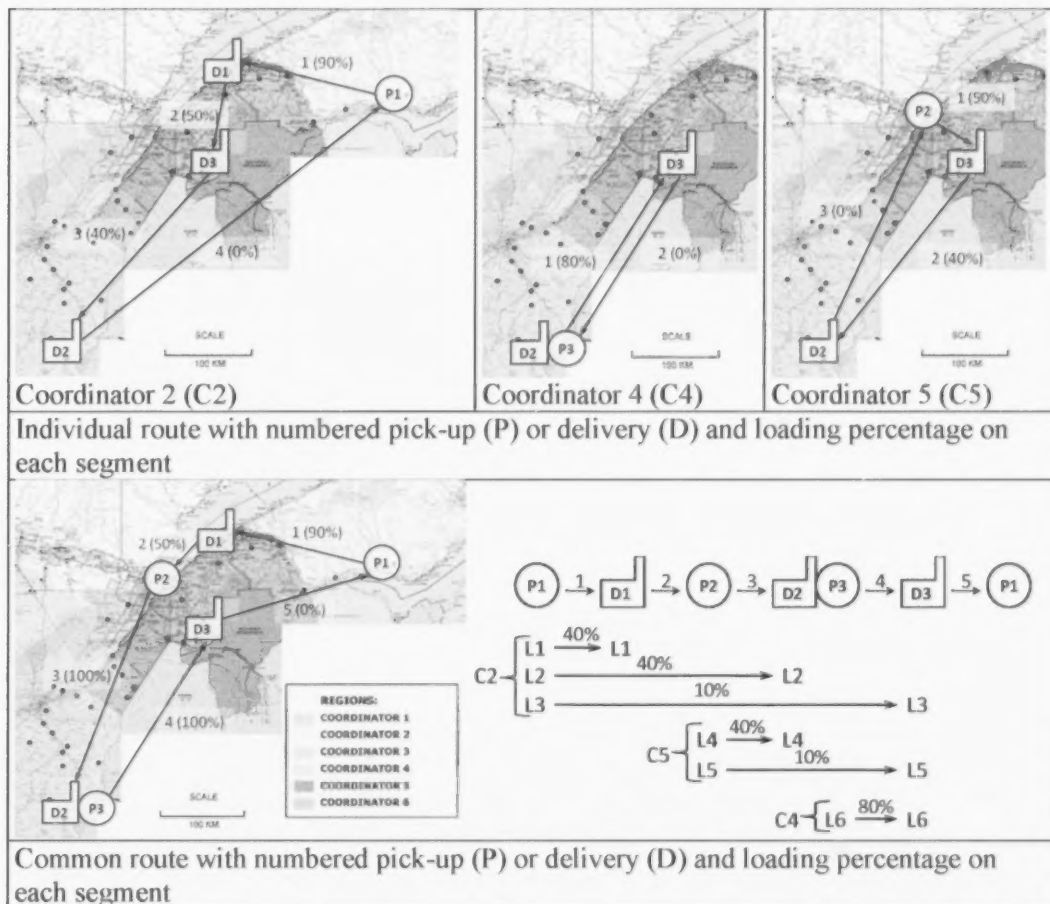 1 (90%)
D1
P1
2 (50%)
D3
3 (40%)
4 (0%)
D2
SCALE
100 KM
Coordinator 2 (C2)
D3
1 (80%)
2 (0%)
D2
P3
SCALE
100 KM
Coordinator 4 (C4)
1 (50%)
P2
D3
3 (0%)
2 (40%)
D2
SCALE
100 KM
Coordinator 5 (C5)
Individual route with numbered pick-up (P) or delivery (D) and loading percentage on
each segment
D1
1 (90%)
2 (50%)
P1
P2
5 (0%)
D3
3 (100%)
4 (100%)
D2
P3
SCALE
100 KM
REGIONS:
COORDINATOR 1
COORDINATOR 2
COORDINATOR 3
COORDINATOR 4
COORDINATOR 5
COORDINATOR 6
P1 1 D1 2 P2 3 D2 P3 4 D3 5 P1
40%
L1 L1
40%
C2 L2 L2
10%
L3 L3
40%
L4 L4
C5 10%
L5 L5
80%
C4 L6 L6
Common route with numbered pick-up (P) or delivery (D) and loading percentage on
each segment